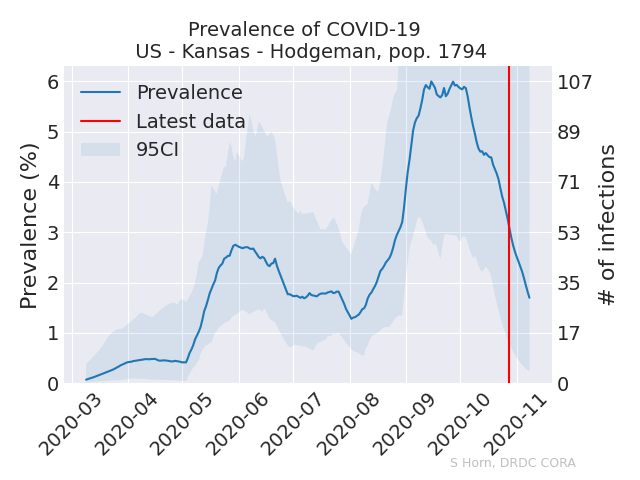 Prevalence of COVID-19
US - Kansas - Hodgeman, pop. 1794
Prevalence
Latest data
95CI
Prevalence (%)
6
5
4
3
2
1
0
107
89
71
53
35
17
0
# of infections
2020-03
2020-04
2020-05
2020-06
2020-07
2020-08
2020-09
2020-10
2020-11
S Horn, DRDC CORA